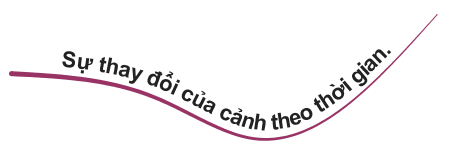 Sự thay đổi của cảnh theo thời gian.